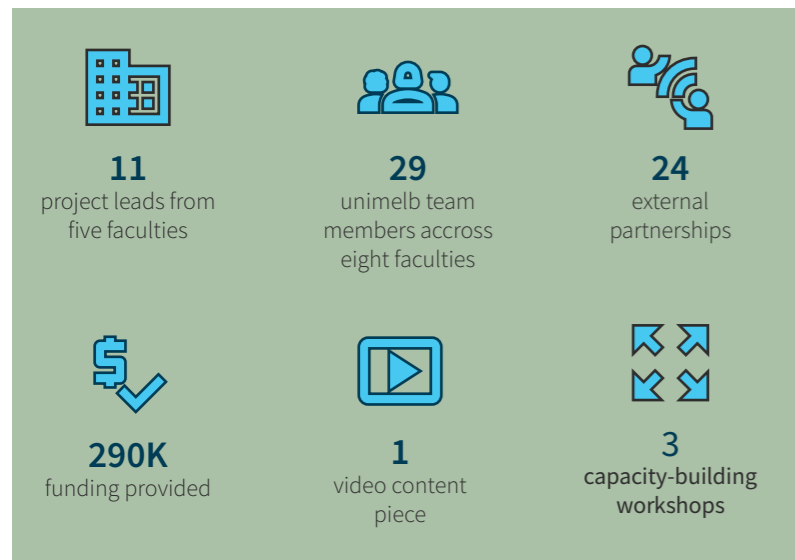 11
project leads from
five faculties
29
unimelb team
members accross
eight faculties
24
external
partnerships
290K
funding provided
1
video content
piece
3
capacity-building
workshops